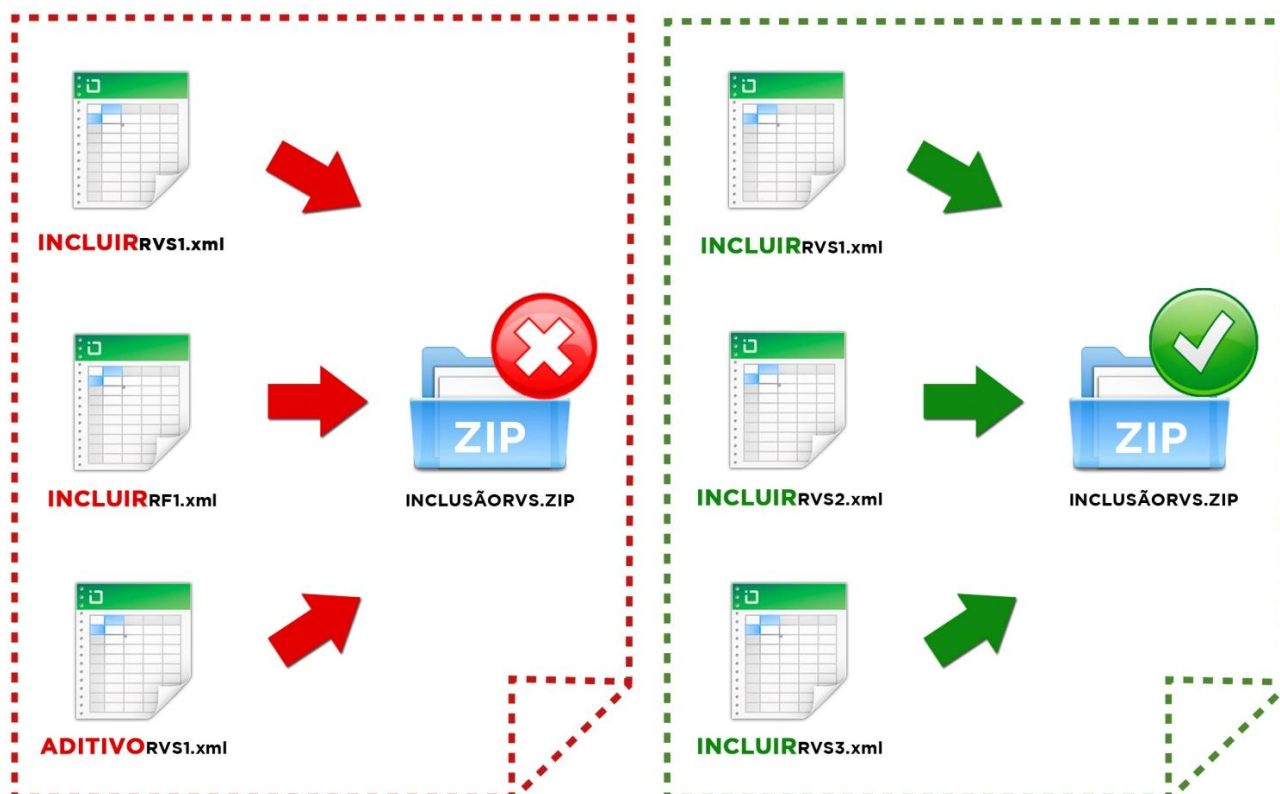 INCLUIRRVS1.xml
INCLUIRRF1.xml
ZIP
INCLUSÃORVS.ZIP
ADITIVORVS1.xml
INCLUIRRVS1.xml
INCLUIRRVS2.xml
ZIP
INCLUSÃORVS.ZIP
INCLUIRRVS3.xml